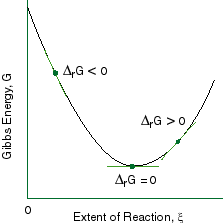 Gibbs Energy, G
ΔrG < 0
ΔrG > 0
ΔrG = 0
0
Extent of Reaction, ξ